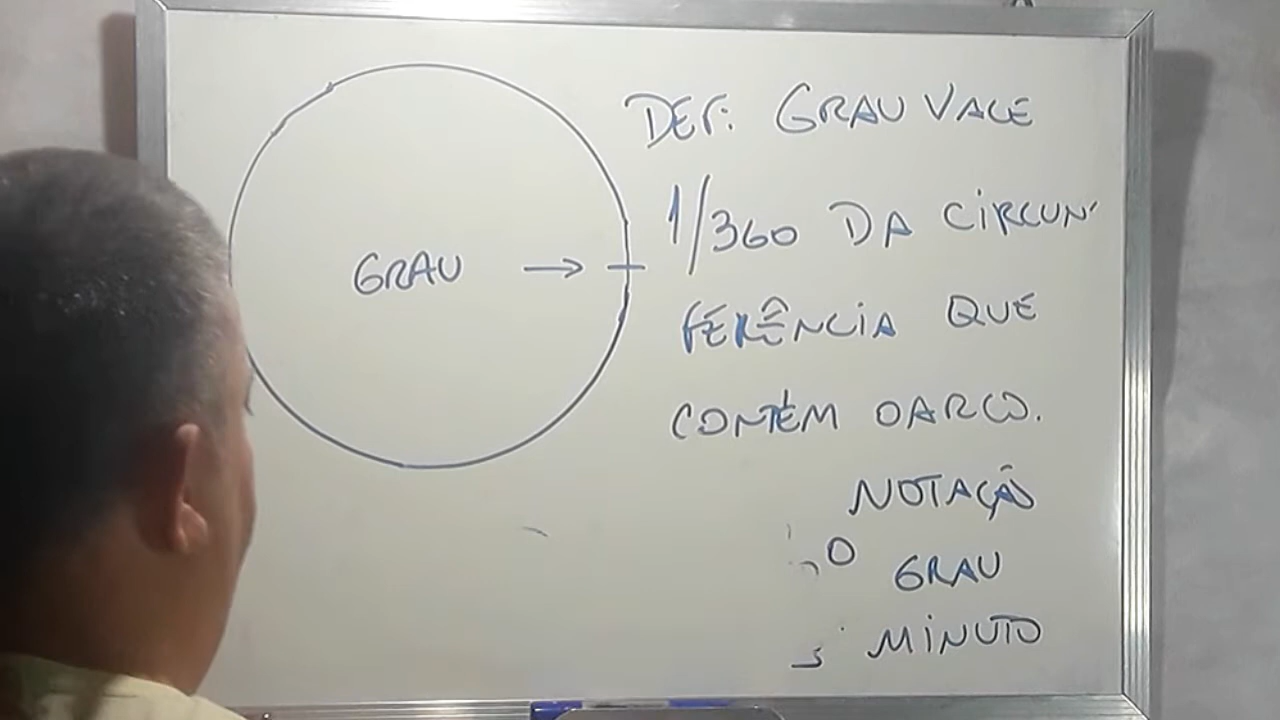 GRAU →
DEF: GRAU VALE
1/360 DA CIRCUN
FERÊNCIA QUE
CONTÉM O ARCO.
NOTAÇÃO
O GRAU
MINUTO